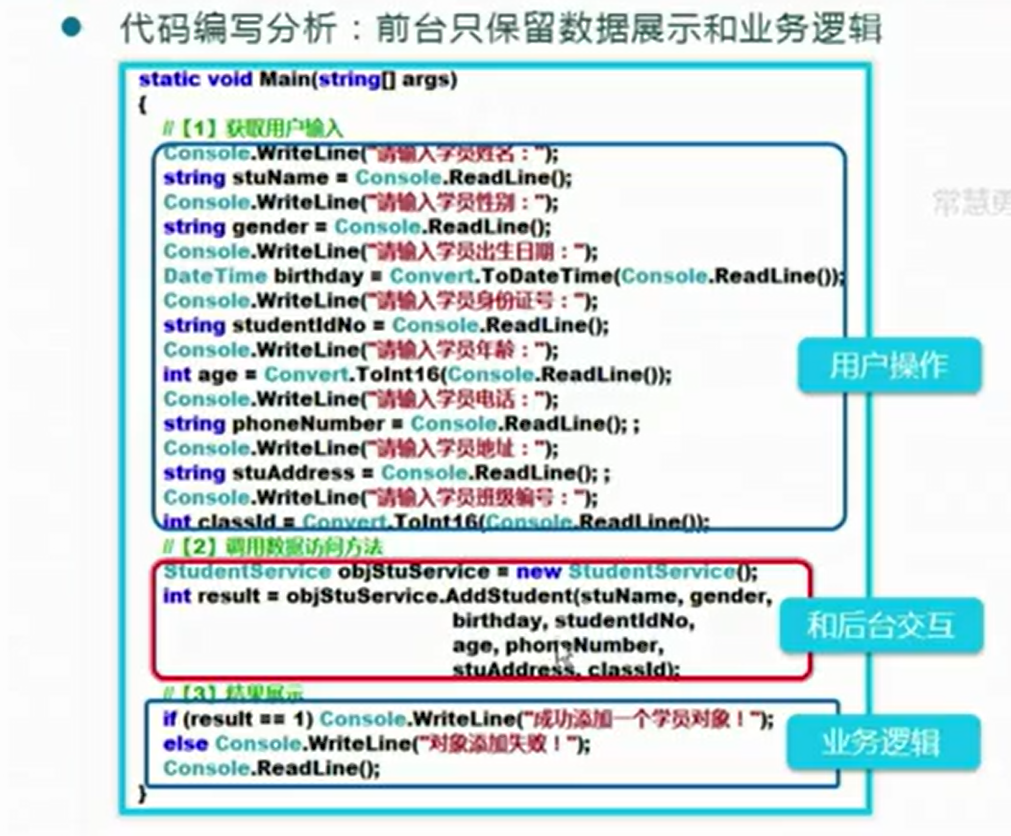 代码编写分析：前台只保留数据展示和业务逻辑
static void Main(string[] args)
{
//【1】获取用户输入
Console.WriteLine("请输入学员姓名：");
string stuName = Console.ReadLine();
Console.WriteLine("请输入学员性别：");
string gender = Console.ReadLine();
Console.WriteLine("请输入学员出生日期：");
DateTime birthday = Convert.ToDateTime(Console.ReadLine());
Console.WriteLine("请输入学员身份证号：");
string studentIdNo = Console.ReadLine();
Console.WriteLine("请输入学员年龄：");
int age = Convert.ToInt16(Console.ReadLine());
Console.WriteLine("请输入学员电话：");
string phoneNumber = Console.ReadLine(); ;
Console.WriteLine("请输入学员地址：");
string stuAddress = Console.ReadLine(); ;
Console.WriteLine("请输入学员班级编号：");
int classId = Convert.ToInt16(Console.ReadLine());
用户操作
//【2】调用数据访问方法
StudentService objStuService = new StudentService();
int result = objStuService.AddStudent(stuName, gender,
birthday, studentIdNo,
age, phoneNumber,
stuAddress, classId);
和后台交互
//【3】结果展示
if (result == 1) Console.WriteLine("成功添加一个学员对象！");
else Console.WriteLine("对象添加失败！");
Console.ReadLine();
业务逻辑
}
常慧勇